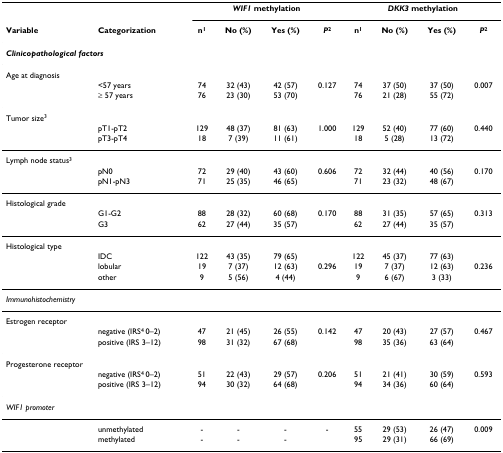 WIF1 methylation DKK3 methylation
Variable Categorization n1 No (%) Yes (%) P2 n1 No (%) Yes (%) P2
Clinicopathological factors
Age at diagnosis
<57 years 74 32 (43) 42 (57) 0.127 74 37 (50) 37 (50) 0.007
≥ 57 years 76 23 (30) 53 (70) 76 21 (28) 55 (72)
Tumor size3
pT1-pT2 129 48 (37) 81 (63) 1.000 129 52 (40) 77 (60) 0.440
pT3-pT4 18 7 (39) 11 (61) 18 5 (28) 13 (72)
Lymph node status3
pN0 72 29 (40) 43 (60) 0.606 72 32 (44) 40 (56) 0.170
pN1-pN3 71 25 (35) 46 (65) 71 23 (32) 48 (67)
Histological grade
G1-G2 88 28 (32) 60 (68) 0.170 88 31 (35) 57 (65) 0.313
G3 62 27 (44) 35 (57) 62 27 (44) 35 (57)
Histological type
IDC 122 43 (35) 79 (65) 122 45 (37) 77 (63)
lobular 19 7 (37) 12 (63) 0.296 19 7 (37) 12 (63) 0.236
other 9 5 (56) 4 (44) 9 6 (67) 3 (33)
Immunohistochemistry
Estrogen receptor
negative (IRS4 0–2) 47 21 (45) 26 (55) 0.142 47 20 (43) 27 (57) 0.467
positive (IRS 3–12) 98 31 (32) 67 (68) 98 35 (36) 63 (64)
Progesterone receptor
negative (IRS4 0–2) 51 22 (43) 29 (57) 0.206 51 21 (41) 30 (59) 0.593
positive (IRS 3–12) 94 30 (32) 64 (68) 94 34 (36) 60 (64)
WIF1 promoter
unmethylated - - - - 55 29 (53) 26 (47) 0.009
methylated - - - 95 29 (31) 66 (69)